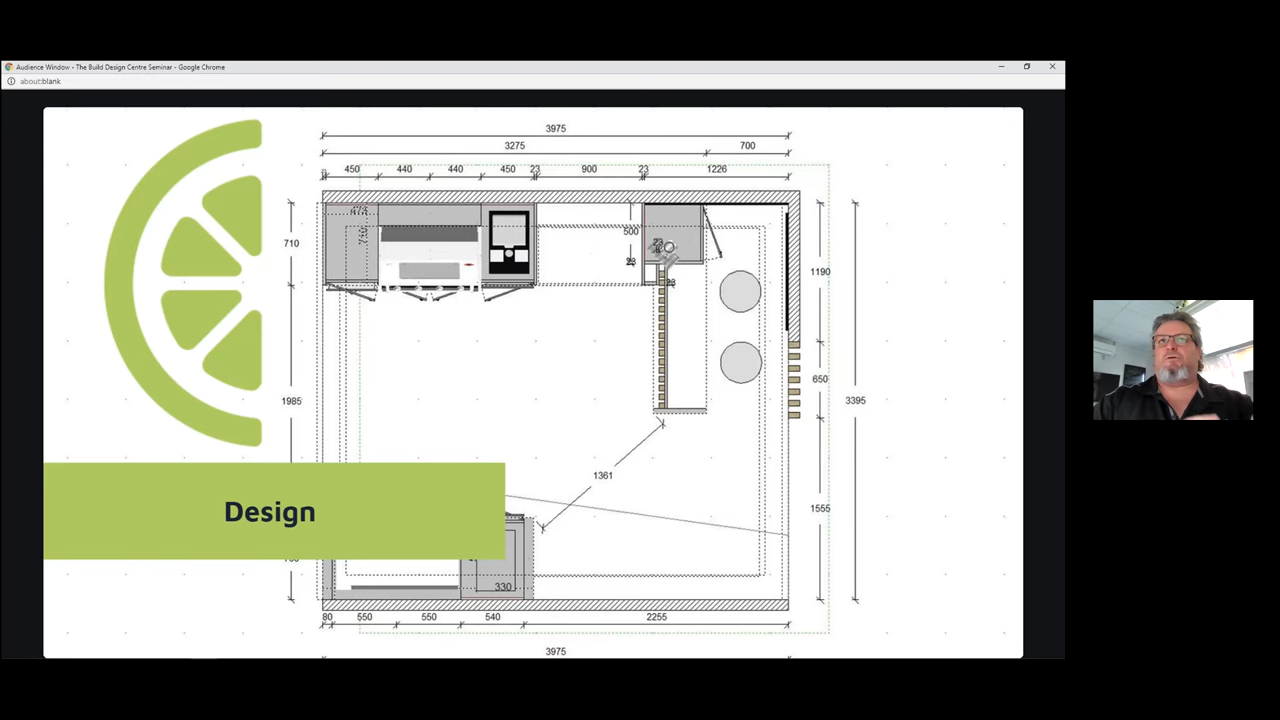 Audience Window - The Build Design Centre Seminar - Google Chrome
about:blank
3975
3275
700
450 440 440 450 23 900 23 1226
710
500
1190
650
1985
3395
1361
1555
Design
330
80 550 550 540 2255
3975